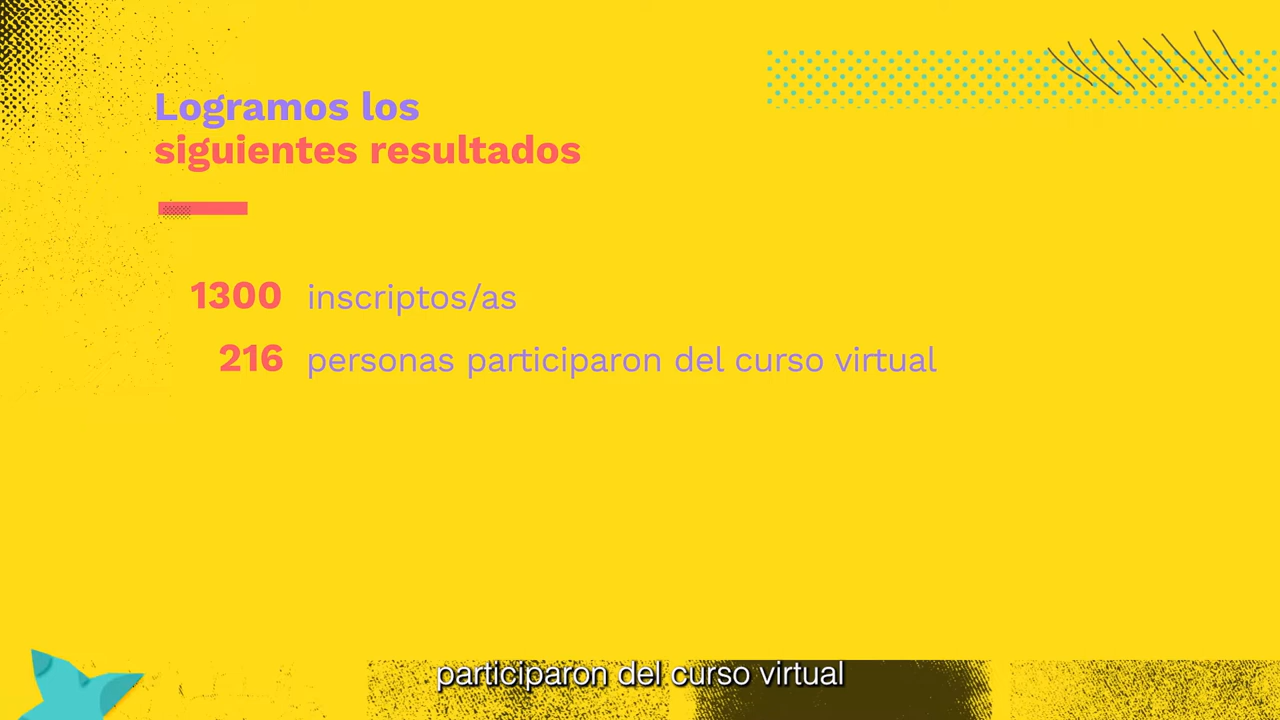 Logramos los
siguientes resultados
1300 inscriptos/as
216 personas participaron del curso virtual
participaron del curso virtual